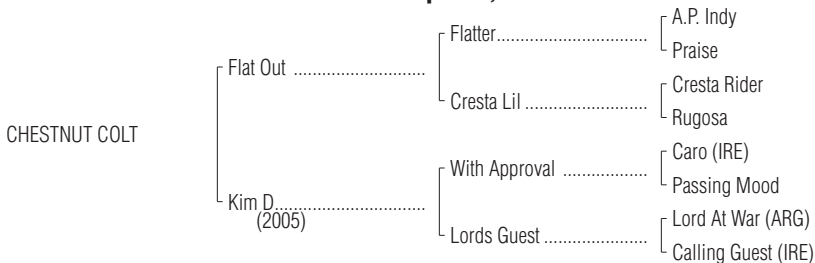 A.P. Indy
Flatter................................
Praise
Flat Out ............................
Cresta Rider
Cresta Lil ..........................
Rugosa
CHESTNUT COLT
Caro (IRE)
With Approval ..................
Passing Mood
Kim D................................
(2005)
Lord At War (ARG)
Lords Guest ......................
Calling Guest (IRE)